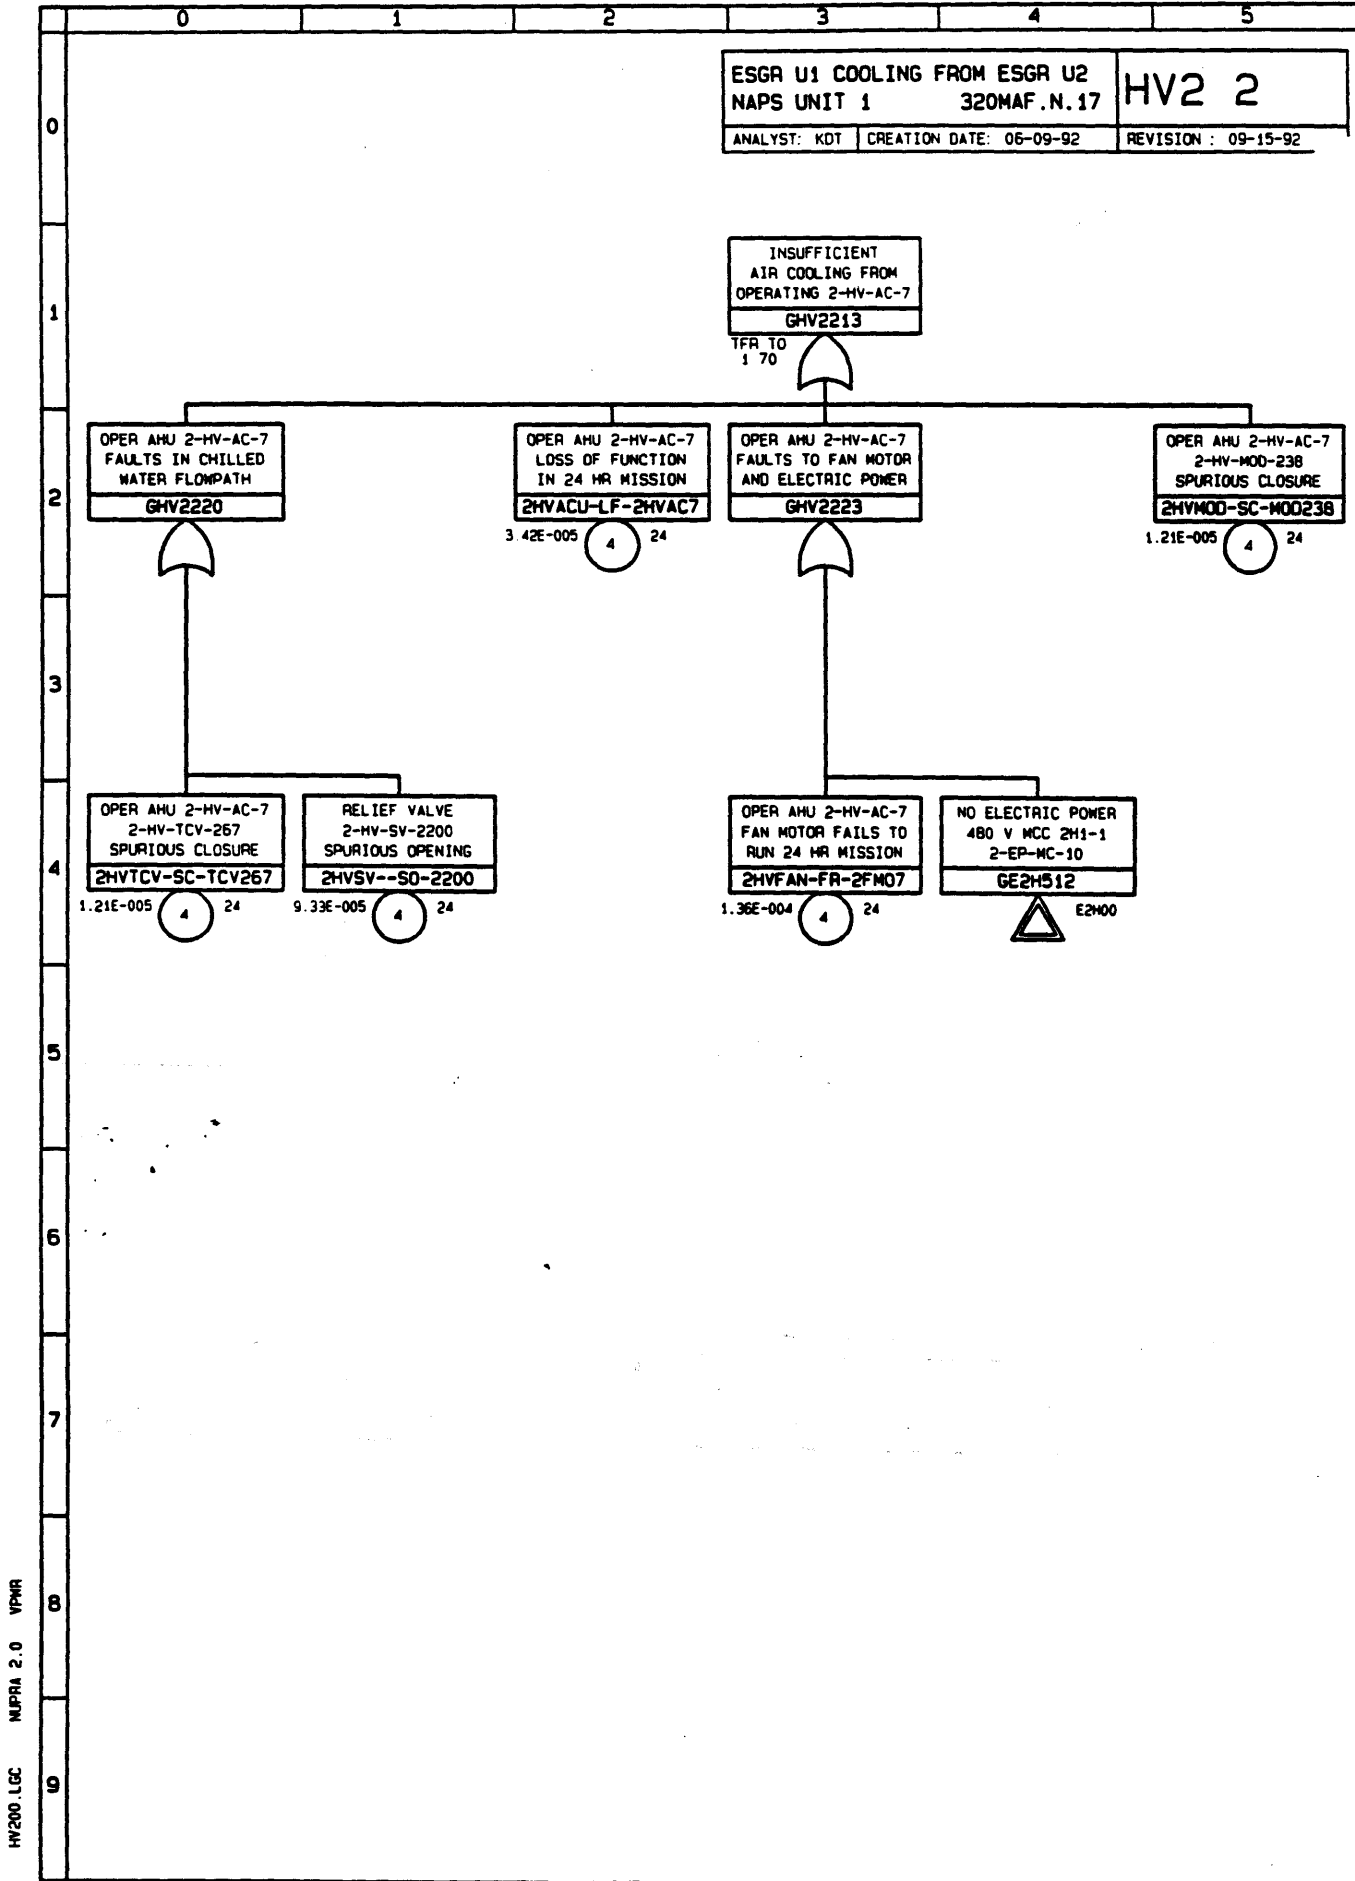 0 1 2 3 4 5
ESGR U1 COOLING FROM ESGR U2
NAPS UNIT 1 320MAF.N.17
HV2 2
ANALYST: KDT CREATION DATE: 06-09-92 REVISION : 09-15-92
0
INSUFFICIENT
AIR COOLING FROM
OPERATING 2-HV-AC-7
GHV2213
TFR TO
1 70
1
OPER AHU 2-HV-AC-7
FAULTS IN CHILLED
WATER FLOWPATH
GHV2220
OPER AHU 2-HV-AC-7
LOSS OF FUNCTION
IN 24 HR MISSION
2HVACU-LF-2HVAC7
3.42E-005 4 24
OPER AHU 2-HV-AC-7
FAULTS TO FAN MOTOR
AND ELECTRIC POWER
GHV2223
OPER AHU 2-HV-AC-7
2-HV-MOD-238
SPURIOUS CLOSURE
2HVMOD-SC-MOD238
1.21E-005 4 24
2
3
OPER AHU 2-HV-AC-7
2-HV-TCV-267
SPURIOUS CLOSURE
2HVTCV-SC-TCV267
1.21E-005 4 24
RELIEF VALVE
2-HV-SV-2200
SPURIOUS OPENING
2HVSV--SO-2200
9.33E-005 4 24
OPER AHU 2-HV-AC-7
FAN MOTOR FAILS TO
RUN 24 HR MISSION
2HVFAN-FR-2FM07
1.36E-004 4 24
NO ELECTRIC POWER
480 V MCC 2H1-1
2-EP-MC-10
GE2H512
E2H00
4
5
6
7
8
9
HV200.LGC NUPRA 2.0 VPWR